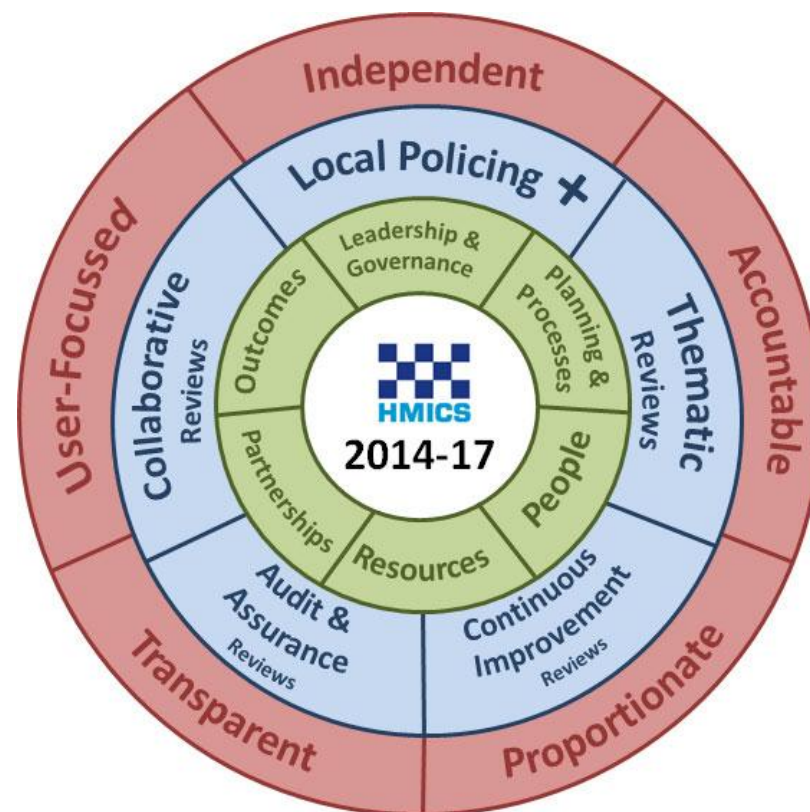 Independent
Accountable
Proportionate
Transparent
User-Focussed
Local Policing +
Thematic
Reviews
Continuous
Improvement
Reviews
Audit &
Assurance
Reviews
Collaborative
Reviews
Leadership &
Governance
Planning &
Processes
People
Resources
Partnerships
Outcomes
HMICS
2014-17